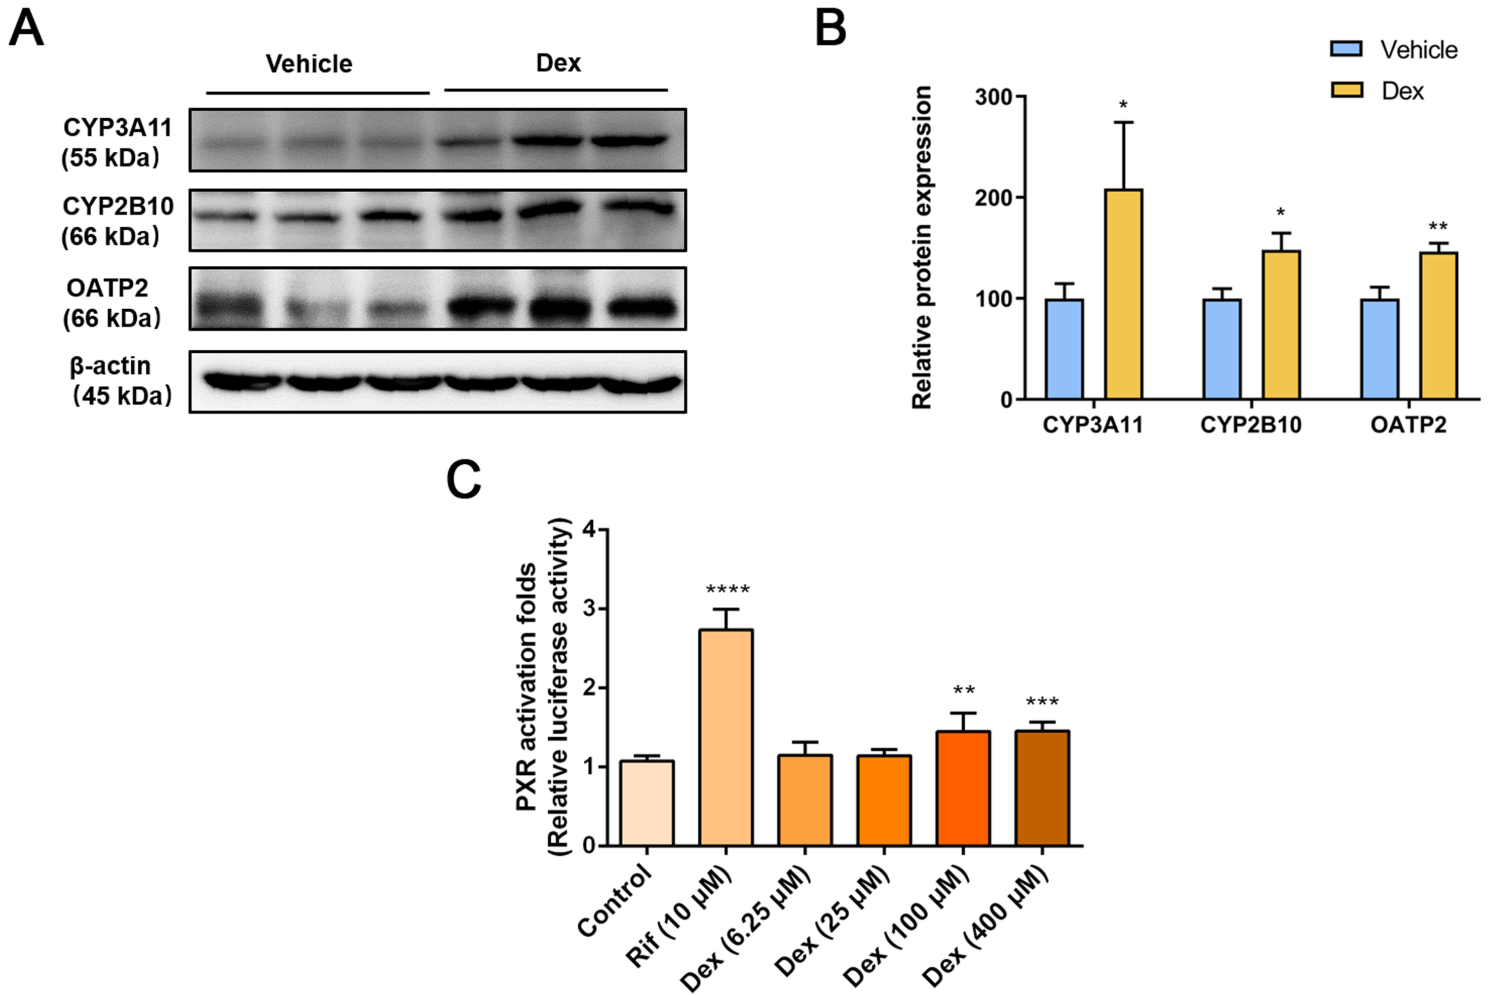 A
Vehicle
Dex
CYP3A11
(55 kDa)
CYP2B10
(66 kDa)
OATP2
(66 kDa)
β-actin
(45 kDa)
B
Vehicle
Dex
Relative protein expression
300
200
100
0
*
*
**
CYP3A11
CYP2B10
OATP2
C
PXR activation folds
(Relative luciferase activity)
4
3
2
1
0
****
**
***
Control
Rif (10 μM)
Dex (6.25 μM)
Dex (25 μM)
Dex (100 μM)
Dex (400 μM)